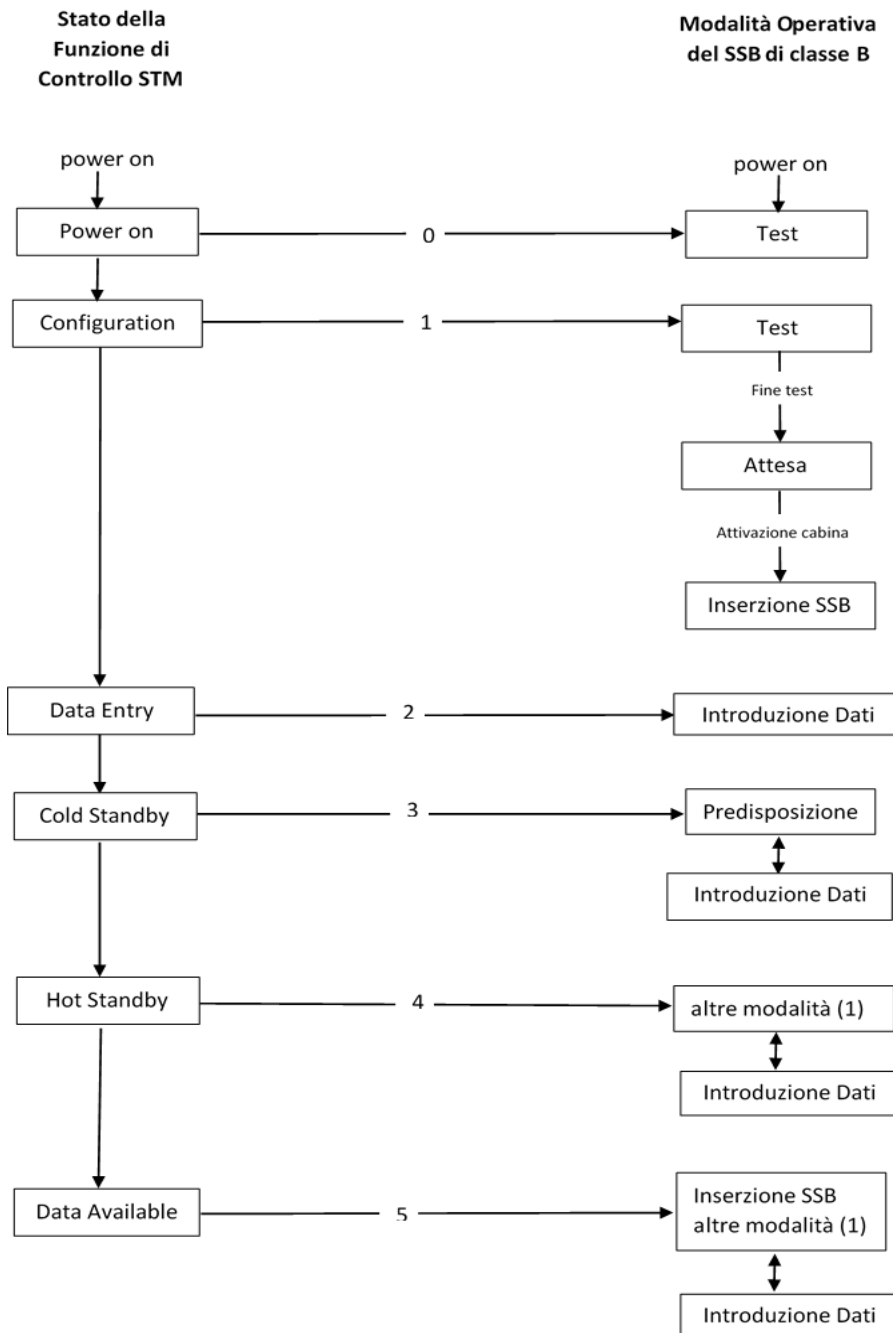 Stato della
Funzione di
Controllo STM
Modalità Operativa
del SSB di classe B
power on
power on
Power on
0
Test
Configuration
1
Test
Fine test
Attesa
Attivazione cabina
Inserzione SSB
Data Entry
2
Introduzione Dati
Cold Standby
3
Predisposizione
Introduzione Dati
Hot Standby
4
altre modalità (1)
Introduzione Dati
Data Available
5
Inserzione SSB
altre modalità (1)
Introduzione Dati